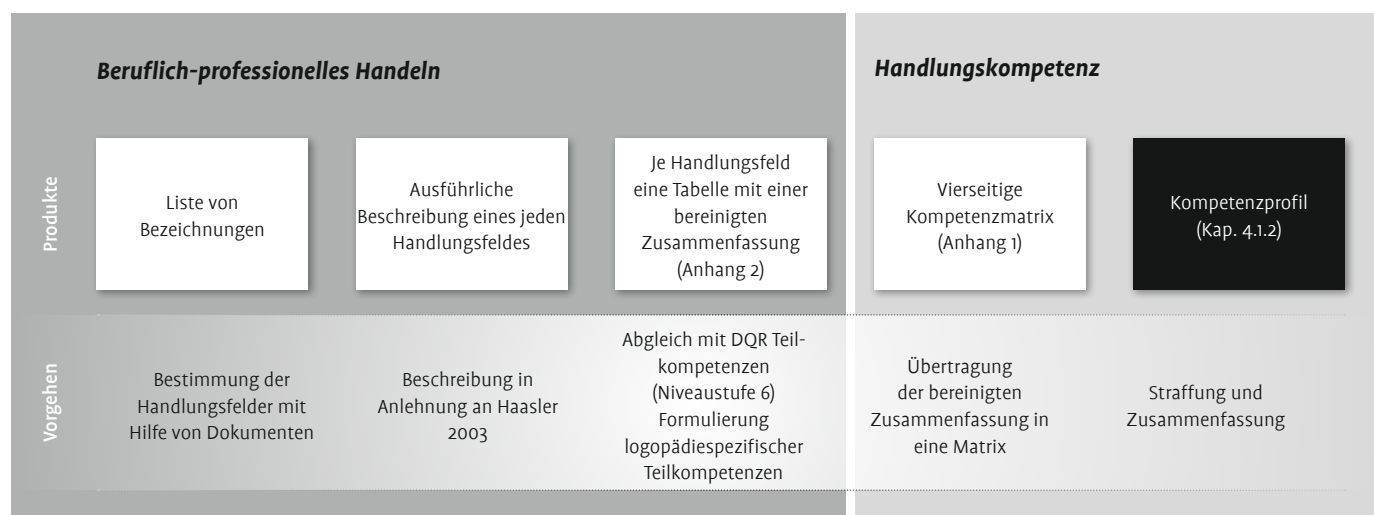 Beruflich-professionelles Handeln
Handlungskompetenz
Produkte
Liste von
Bezeichnungen
Ausführliche
Beschreibung eines jeden
Handlungsfeldes
Je Handlungsfeld
eine Tabelle mit einer
bereinigten
Zusammenfassung
(Anhang 2)
Vierseitige
Kompetenzmatrix
(Anhang 1)
Kompetenzprofil
(Kap. 4.1.2)
Vorgehen
Bestimmung der
Handlungsfelder mit
Hilfe von Dokumenten
Beschreibung in
Anlehnung an Haasler
2003
Abgleich mit DQR Teil-
kompetenzen
(Niveaustufe 6)
Formulierung
logopädiespezifischer
Teilkompetenzen
Übertragung
der bereinigten
Zusammenfassung in
eine Matrix
Straffung und
Zusammenfassung